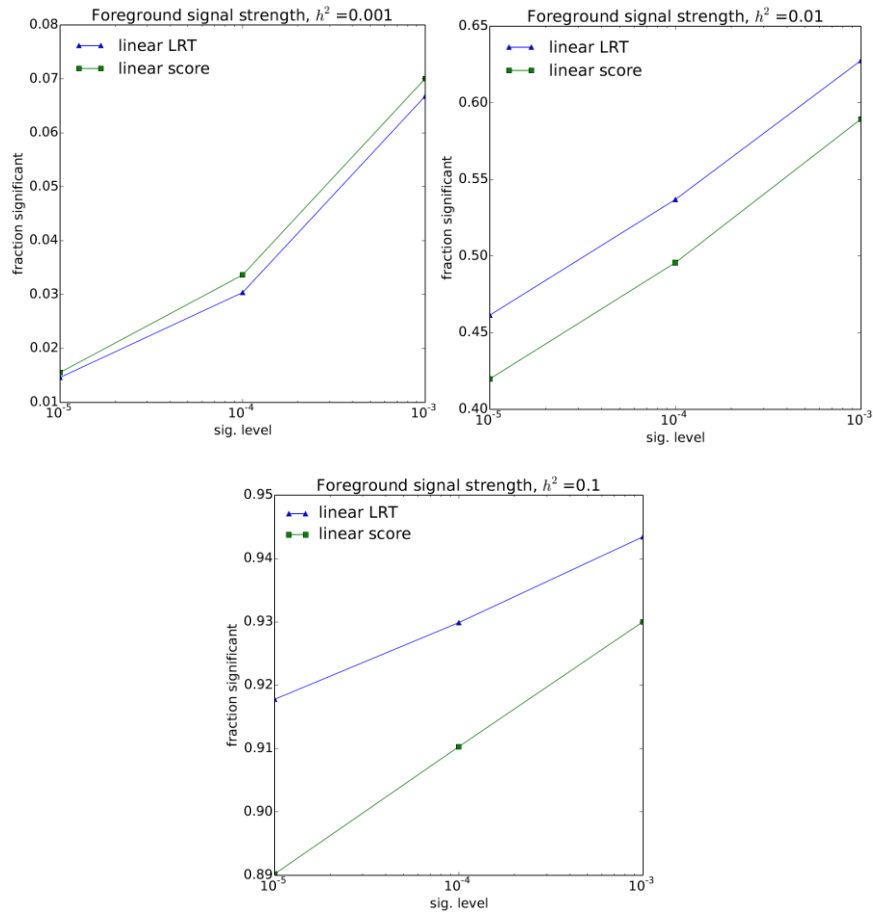 Foreground signal strength, h² =0.001
linear LRT
linear score
fraction significant
0.08
0.07
0.06
0.05
0.04
0.03
0.02
0.01
10⁻⁵
10⁻⁴
10⁻³
sig. level
Foreground signal strength, h² =0.01
linear LRT
linear score
fraction significant
0.65
0.60
0.55
0.50
0.45
0.40
10⁻⁵
10⁻⁴
10⁻³
sig. level
Foreground signal strength, h² =0.1
linear LRT
linear score
fraction significant
0.95
0.94
0.93
0.92
0.91
0.90
0.89
10⁻⁵
10⁻⁴
10⁻³
sig. level